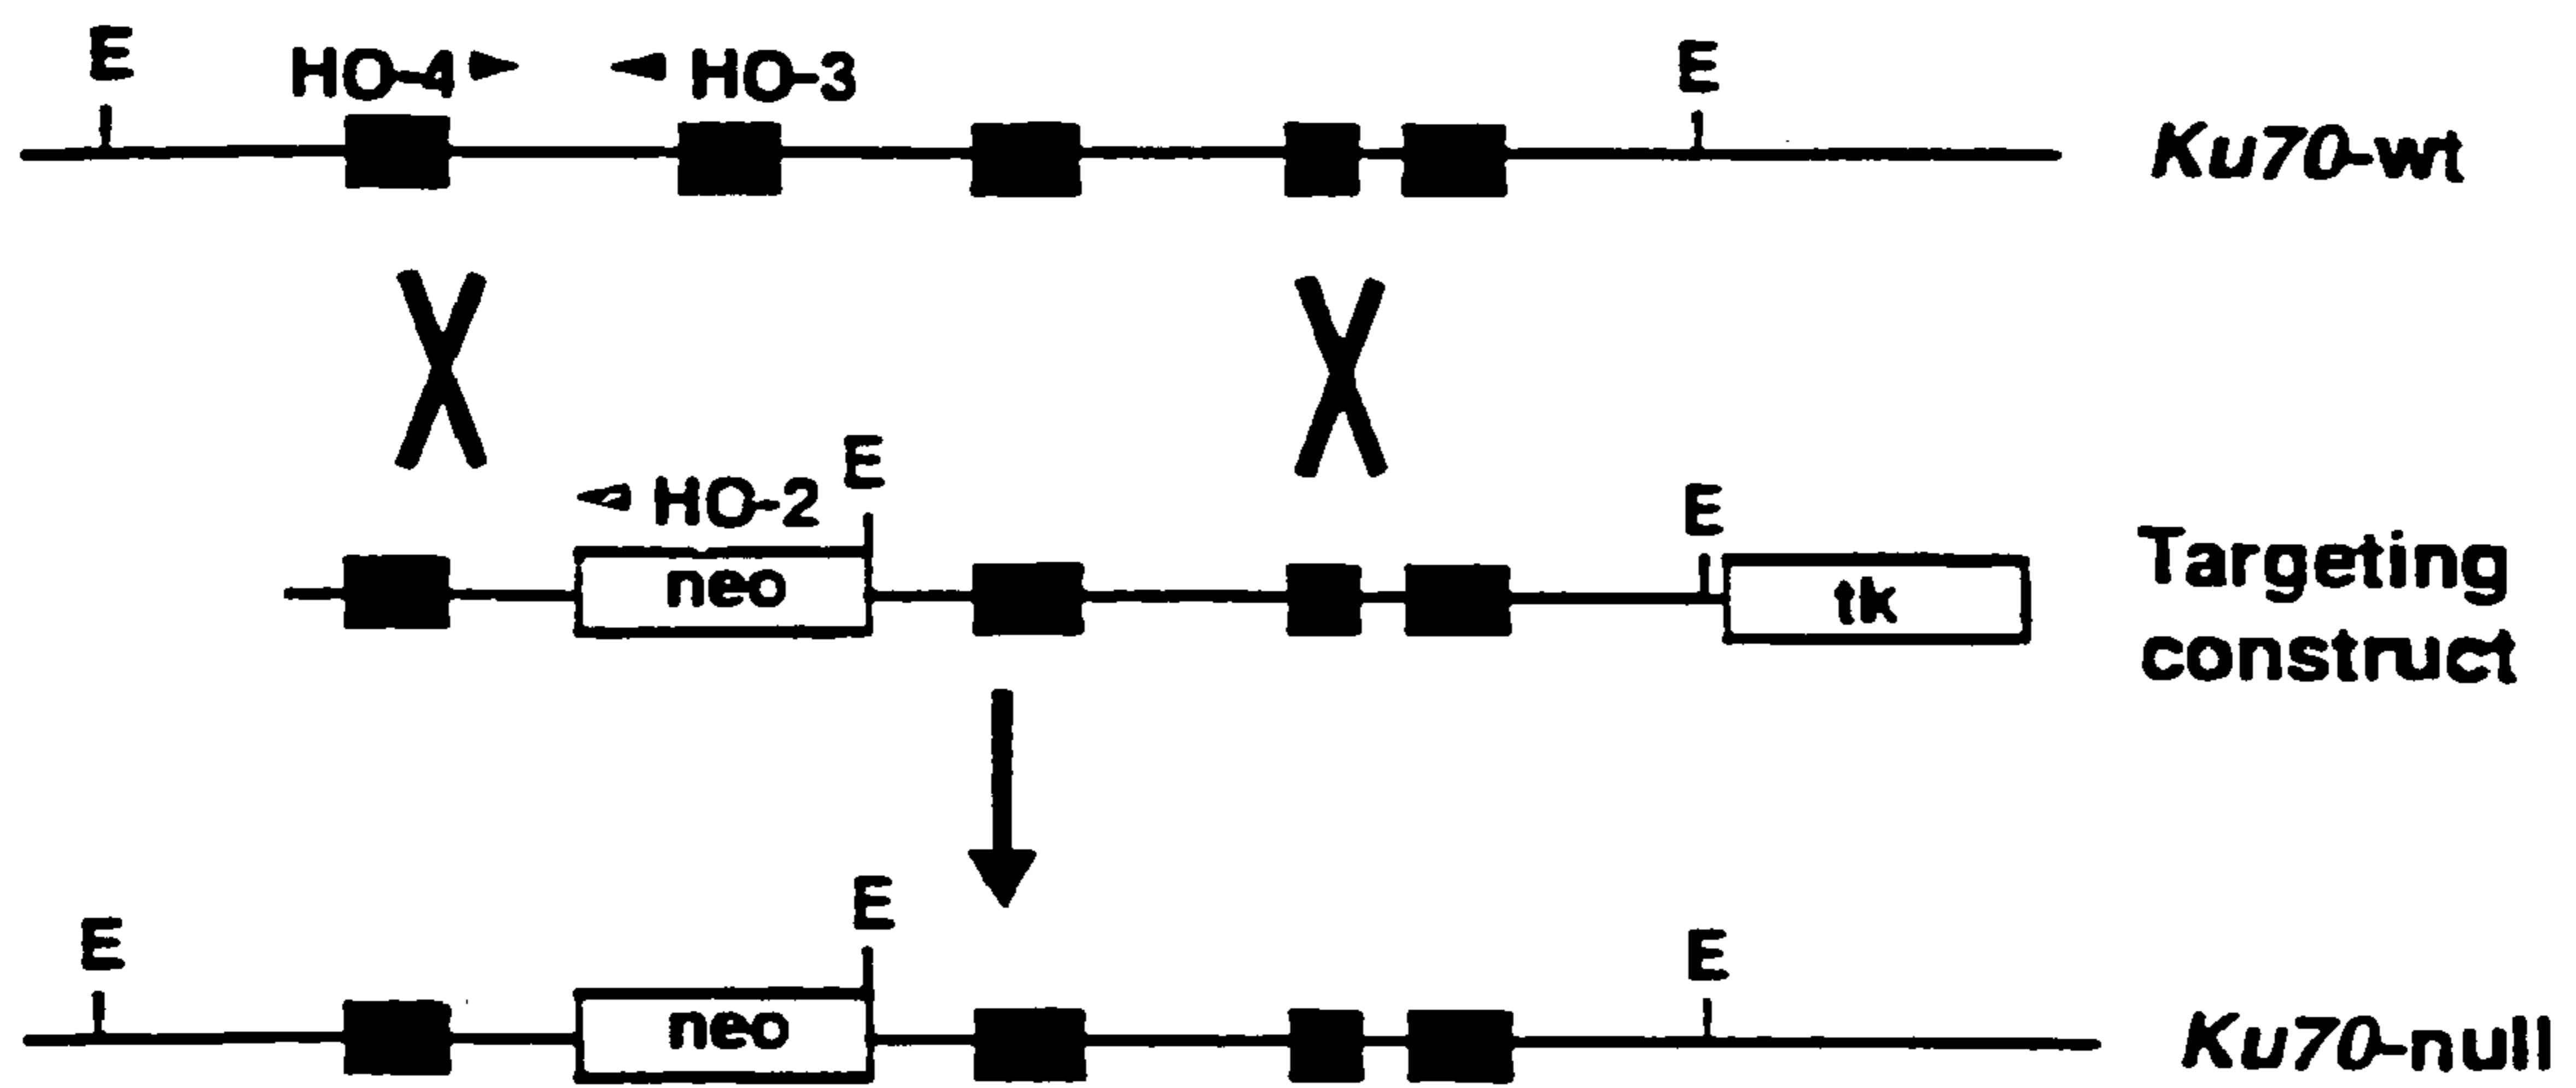 E HO-4 HO-3 E
Ku70-wt
HO-2 E E
neo tk
Targeting
construct
E E E
neo
Ku70-null